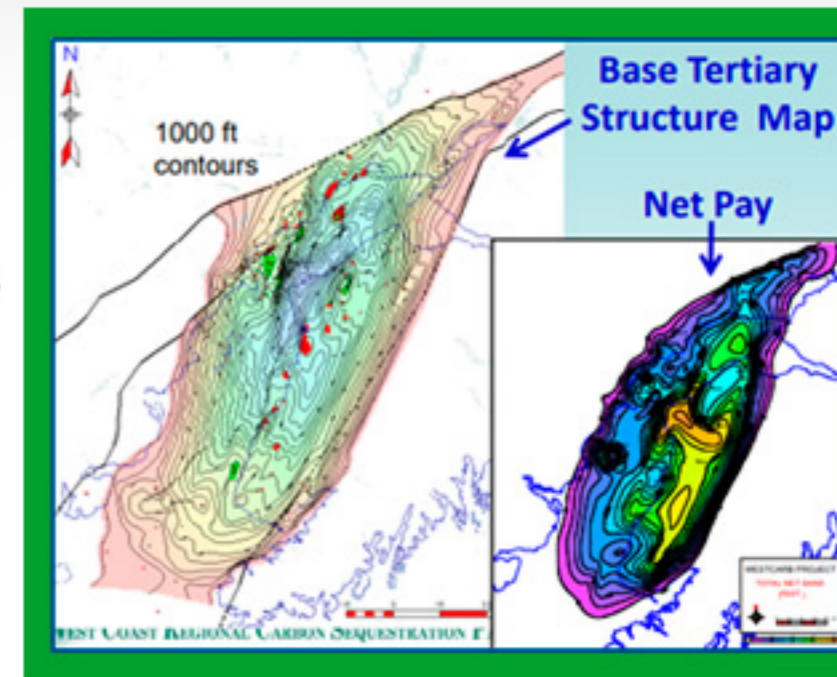 N
1000 ft
contours
Base Tertiary
Structure Map
Net Pay
WESTCARB PROJECT
TOTAL NET SAND
WEST COAST REGIONAL CARBON SEQUESTRATION P